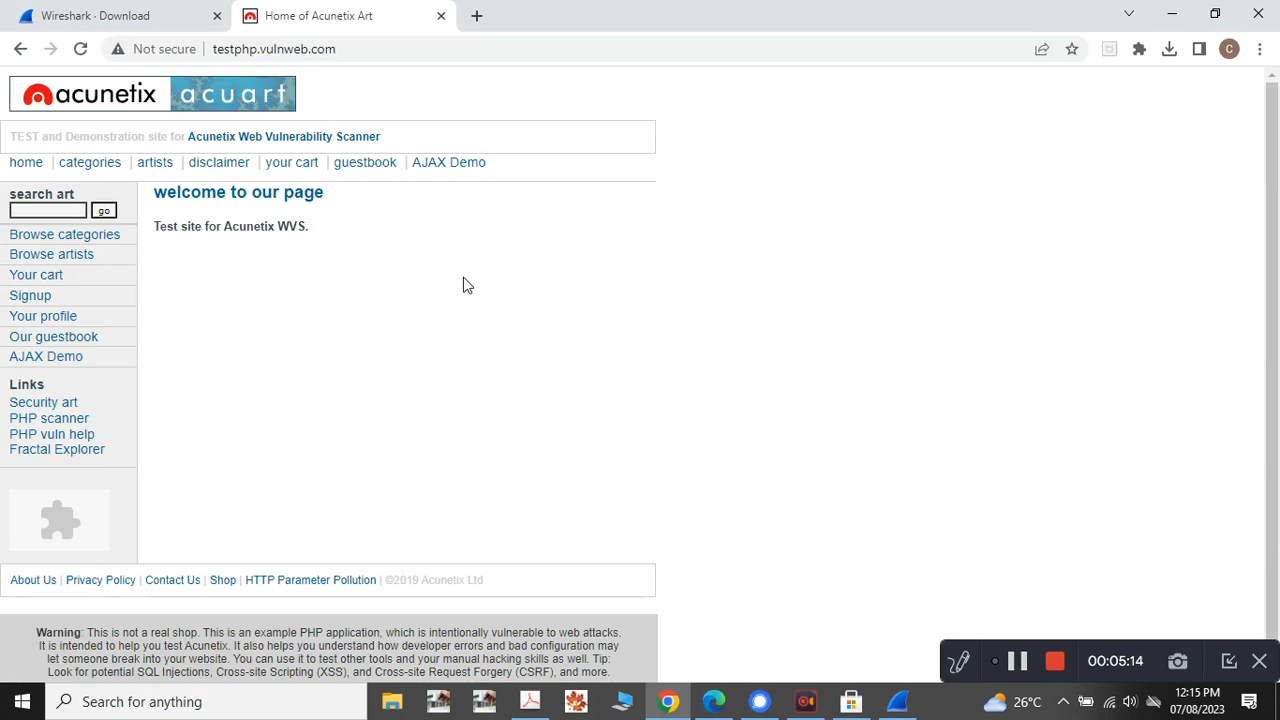 Wireshark · Download
Home of Acunetix Art
Not secure
testphp.vulnweb.com
C
acunetix acuart
TEST and Demonstration site for Acunetix Web Vulnerability Scanner
home | categories | artists | disclaimer | your cart | guestbook | AJAX Demo
search art
go
Browse categories
Browse artists
Your cart
Signup
Your profile
Our guestbook
AJAX Demo
Links
Security art
PHP scanner
PHP vuln help
Fractal Explorer
welcome to our page
Test site for Acunetix WVS.
About Us | Privacy Policy | Contact Us | Shop | HTTP Parameter Pollution | ©2019 Acunetix Ltd
Warning: This is not a real shop. This is an example PHP application, which is intentionally vulnerable to web attacks.
It is intended to help you test Acunetix. It also helps you understand how developer errors and bad configuration may
let someone break into your website. You can use it to test other tools and your manual hacking skills as well. Tip:
Look for potential SQL Injections, Cross-site Scripting (XSS), and Cross-site Request Forgery (CSRF), and more.
00:05:14
Search for anything
26°C
12:15 PM
07/08/2023